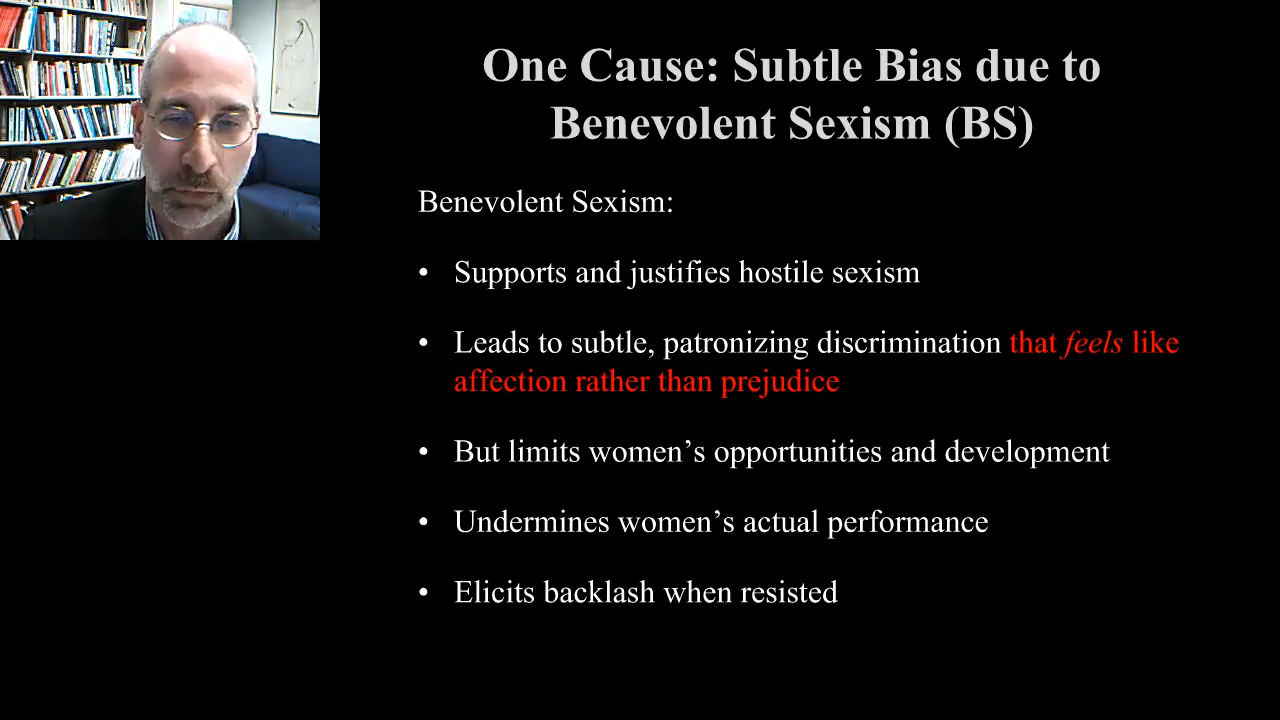 One Cause: Subtle Bias due to
Benevolent Sexism (BS)
Benevolent Sexism:
• Supports and justifies hostile sexism
• Leads to subtle, patronizing discrimination that feels like
affection rather than prejudice
• But limits women’s opportunities and development
• Undermines women’s actual performance
• Elicits backlash when resisted